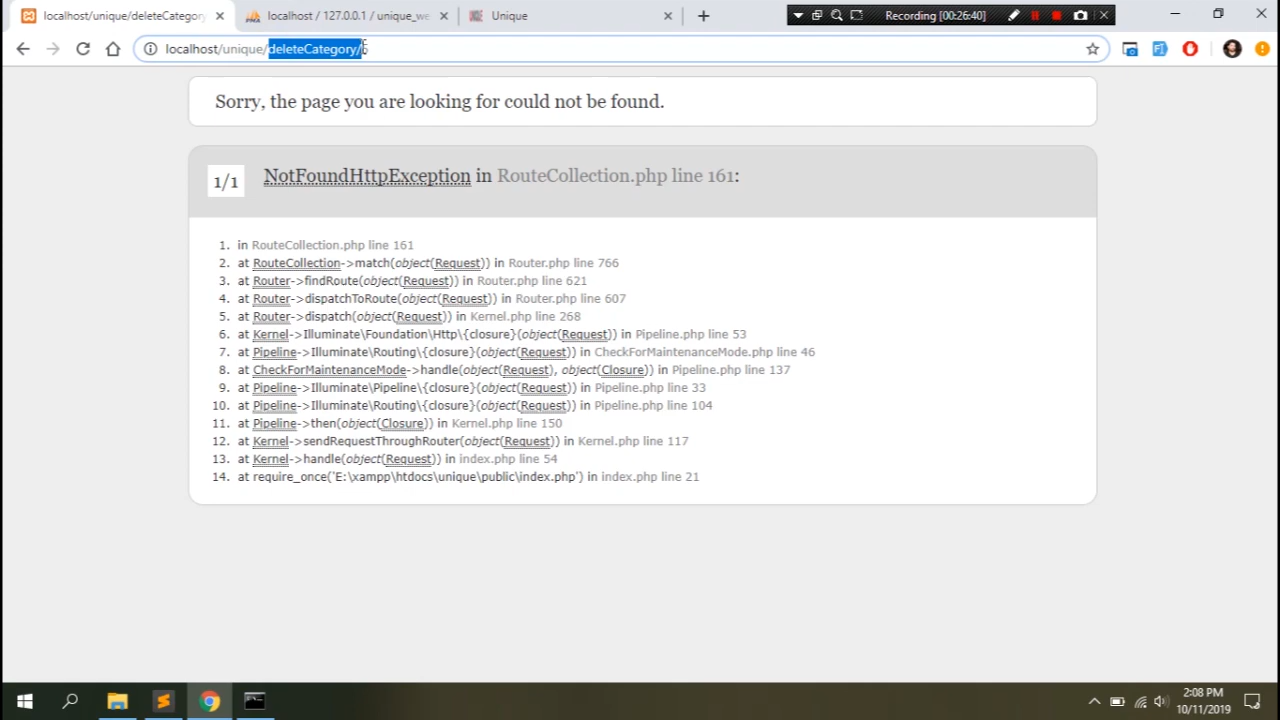 localhost/unique/deleteCategory
localhost / 127.0.0.1 / unique_we
Unique
Recording [00:26:40]
localhost/unique/deleteCategory/
Sorry, the page you are looking for could not be found.
1/1
NotFoundHttpException in RouteCollection.php line 161:
1. in RouteCollection.php line 161
2. at RouteCollection->match(object(Request)) in Router.php line 766
3. at Router->findRoute(object(Request)) in Router.php line 621
4. at Router->dispatchToRoute(object(Request)) in Router.php line 607
5. at Router->dispatch(object(Request)) in Kernel.php line 268
6. at Kernel->Illuminate\Foundation\Http\{closure}(object(Request)) in Pipeline.php line 53
7. at Pipeline->Illuminate\Routing\{closure}(object(Request)) in CheckForMaintenanceMode.php line 46
8. at CheckForMaintenanceMode->handle(object(Request), object(Closure)) in Pipeline.php line 137
9. at Pipeline->Illuminate\Pipeline\{closure}(object(Request)) in Pipeline.php line 33
10. at Pipeline->Illuminate\Routing\{closure}(object(Request)) in Pipeline.php line 104
11. at Pipeline->then(object(Closure)) in Kernel.php line 150
12. at Kernel->sendRequestThroughRouter(object(Request)) in Kernel.php line 117
13. at Kernel->handle(object(Request)) in index.php line 54
14. at require_once('E:\xampp\htdocs\unique\public\index.php') in index.php line 21
2:08 PM
10/11/2019